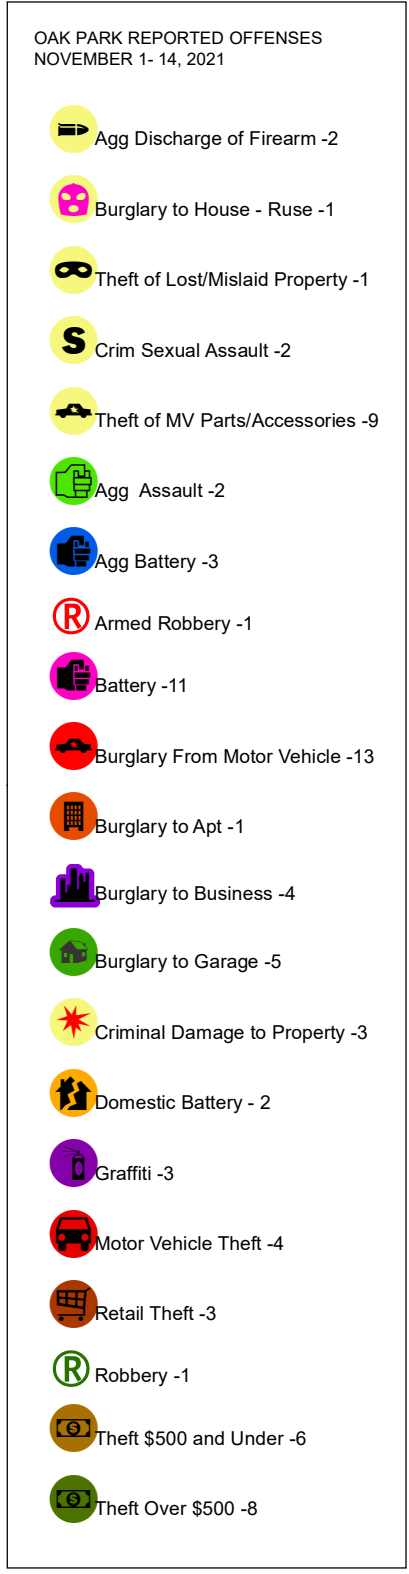 OAK PARK REPORTED OFFENSES
NOVEMBER 1- 14, 2021
Agg Discharge of Firearm -2
Burglary to House - Ruse -1
Theft of Lost/Mislaid Property -1
S Crim Sexual Assault -2
Theft of MV Parts/Accessories -9
Agg  Assault -2
Agg Battery -3
® Armed Robbery -1
Battery -11
Burglary From Motor Vehicle -13
Burglary to Apt -1
Burglary to Business -4
Burglary to Garage -5
Criminal Damage to Property -3
Domestic Battery - 2
Graffiti -3
Motor Vehicle Theft -4
Retail Theft -3
® Robbery -1
$ Theft $500 and Under -6
$ Theft Over $500 -8